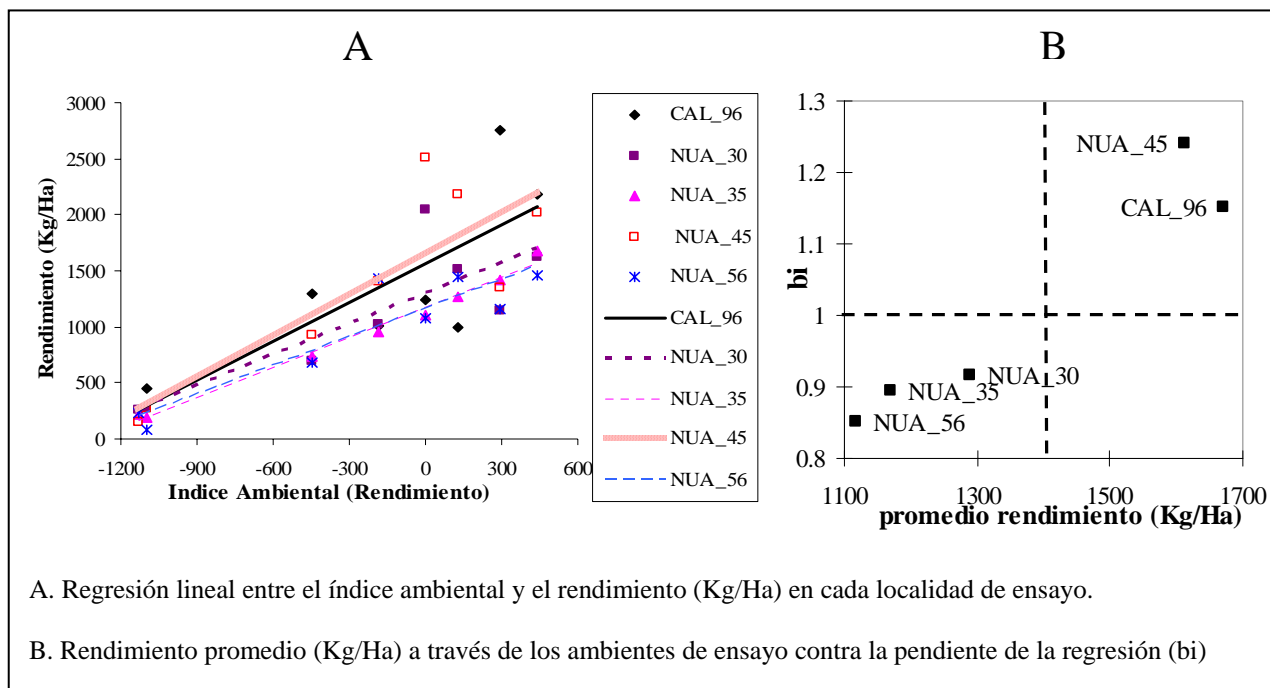 A
B
3000
2500
2000
1500
1000
500
0
-1200 -900 -600 -300 0 300 600
Rendimiento (Kg/Ha)
Indice Ambiental (Rendimiento)
CAL_96
NUA_30
NUA_35
NUA_45
NUA_56
CAL_96
NUA_30
NUA_35
NUA_45
NUA_56
1.3
1.2
1.1
1
0.9
0.8
bi
NUA_45
CAL_96
NUA_30
NUA_35
NUA_56
1100 1300 1500 1700
promedio rendimiento (Kg/Ha)
A. Regresión lineal entre el índice ambiental y el rendimiento (Kg/Ha) en cada localidad de ensayo.
B. Rendimiento promedio (Kg/Ha) a través de los ambientes de ensayo contra la pendiente de la regresión (bi)